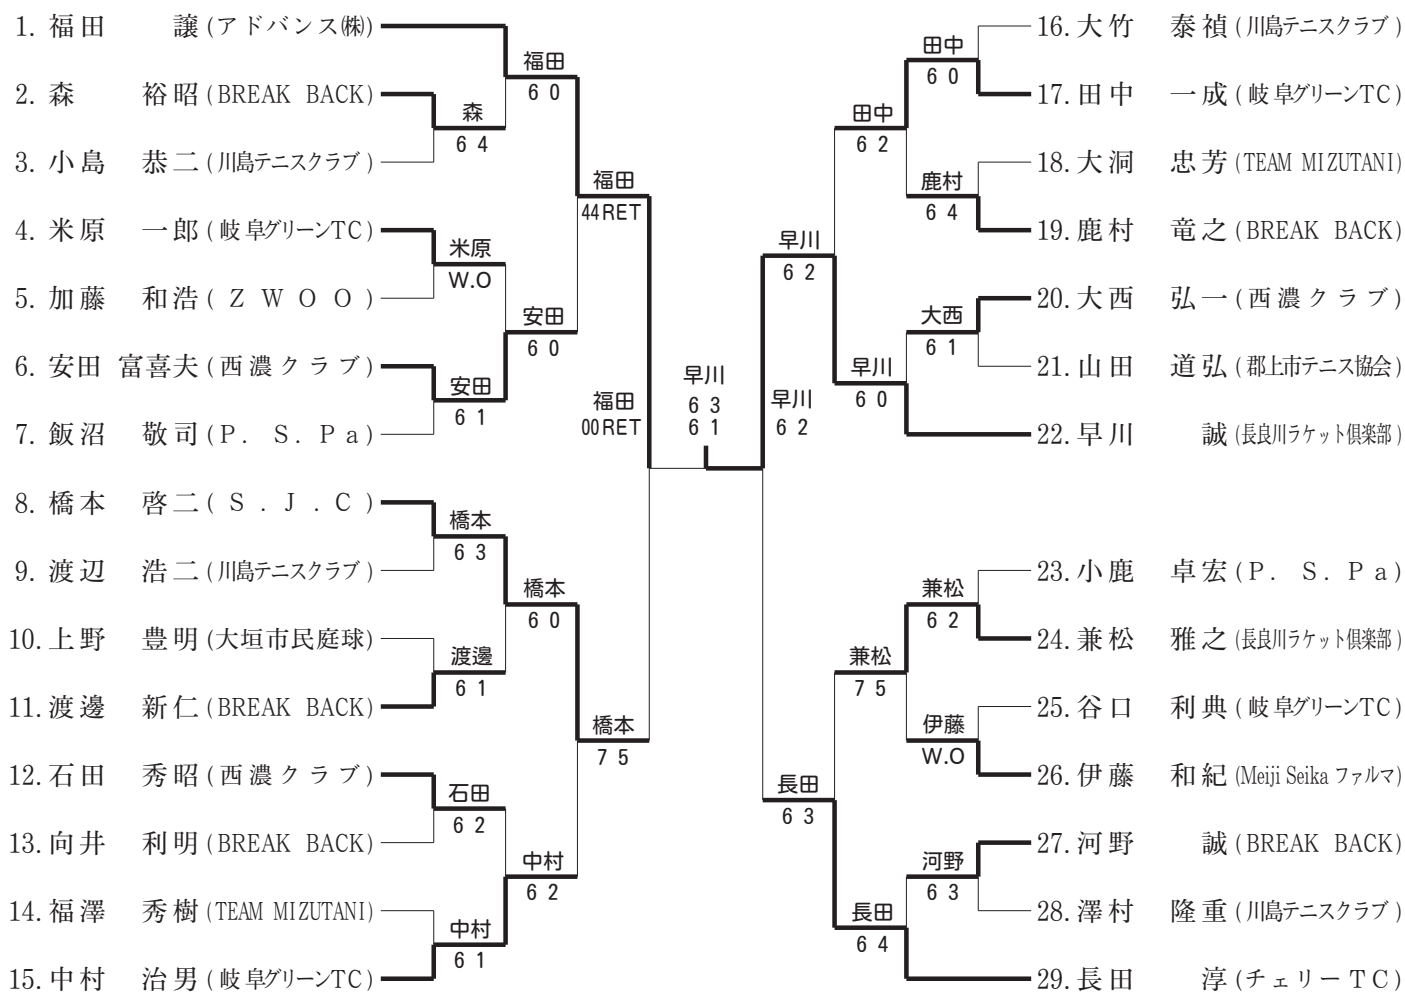 1. 福田 譲 (アドバンス㈱)
2. 森 裕昭 (BREAK BACK)
3. 小島 恭二 (川島テニスクラブ)
4. 米原 一郎 (岐阜グリーンTC)
5. 加藤 和浩 (ZWOO)
6. 安田 富喜夫 (西濃クラブ)
7. 飯沼 敬司 (P. S. Pa)
8. 橋本 啓二 (S.J.C)
9. 渡辺 浩二 (川島テニスクラブ)
10. 上野 豊明 (大垣市民庭球)
11. 渡邊 新仁 (BREAK BACK)
12. 石田 秀昭 (西濃クラブ)
13. 向井 利明 (BREAK BACK)
14. 福澤 秀樹 (TEAM MIZUTANI)
15. 中村 治男 (岐阜グリーンTC)
森
6 4
米原
W.O
安田
6 1
橋本
6 3
渡邊
6 1
石田
6 2
中村
6 1
福田
6 0
安田
6 0
橋本
6 0
中村
6 2
福田
44RET
橋本
7 5
福田
00RET
早川
6 3
6 1
早川
6 2
早川
6 2
長田
6 3
田中
6 2
早川
6 0
兼松
7 5
長田
6 4
田中
6 0
鹿村
6 4
大西
6 1
兼松
6 2
伊藤
W.O
河野
6 3
16. 大竹 泰禎 (川島テニスクラブ)
17. 田中 一成 (岐阜グリーンTC)
18. 大洞 忠芳 (TEAM MIZUTANI)
19. 鹿村 竜之 (BREAK BACK)
20. 大西 弘一 (西濃クラブ)
21. 山田 道弘 (郡上市テニス協会)
22. 早川 誠 (長良川ラケット倶楽部)
23. 小鹿 卓宏 (P. S. Pa)
24. 兼松 雅之 (長良川ラケット倶楽部)
25. 谷口 利典 (岐阜グリーンTC)
26. 伊藤 和紀 (Meiji Seika ファルマ)
27. 河野 誠 (BREAK BACK)
28. 澤村 隆重 (川島テニスクラブ)
29. 長田 淳 (チェリーTC)